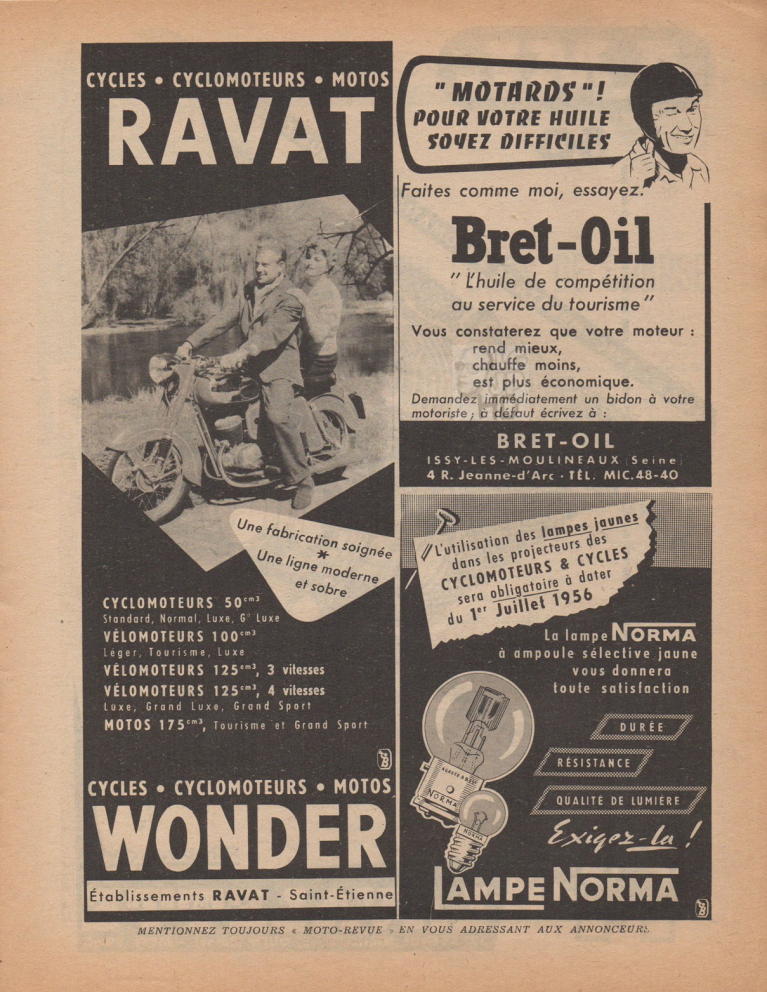 CYCLES • CYCLOMOTEURS • MOTOS
RAVAT
Une fabrication soignée
*
Une ligne moderne
et sobre
CYCLOMOTEURS 50cm3
Standard, Normal, Luxe, Gd Luxe
VÉLOMOTEURS 100cm3
Léger, Tourisme, Luxe
VÉLOMOTEURS 125cm3, 3 vitesses
VÉLOMOTEURS 125cm3, 4 vitesses
Luxe, Grand Luxe, Grand Sport
MOTOS 175cm3, Tourisme et Grand Sport
CYCLES • CYCLOMOTEURS • MOTOS
WONDER
Établissements RAVAT - Saint-Étienne
"MOTARDS"!
POUR VOTRE HUILE
SOYEZ DIFFICILES
Faites comme moi, essayez:
Bret-Oil
"L'huile de compétition
au service du tourisme"
Vous constaterez que votre moteur :
rend mieux,
chauffe moins,
est plus économique.
Demandez immédiatement un bidon à votre
motoriste ; à défaut écrivez à :
BRET-OIL
ISSY-LES-MOULINEAUX (Seine)
4 R. Jeanne-d'Arc · TÉL. MIC.48-40
L'utilisation des lampes jaunes
dans les projecteurs des
CYCLOMOTEURS & CYCLES
sera obligatoire à dater
du 1er Juillet 1956
La lampe NORMA
à ampoule sélective jaune
vous donnera
toute satisfaction
DURÉE
RÉSISTANCE
QUALITÉ DE LUMIÈRE
NORMA
NORMA
Exigez-la !
LAMPE NORMA
MENTIONNEZ TOUJOURS « MOTO-REVUE » EN VOUS ADRESSANT AUX ANNONCEURS